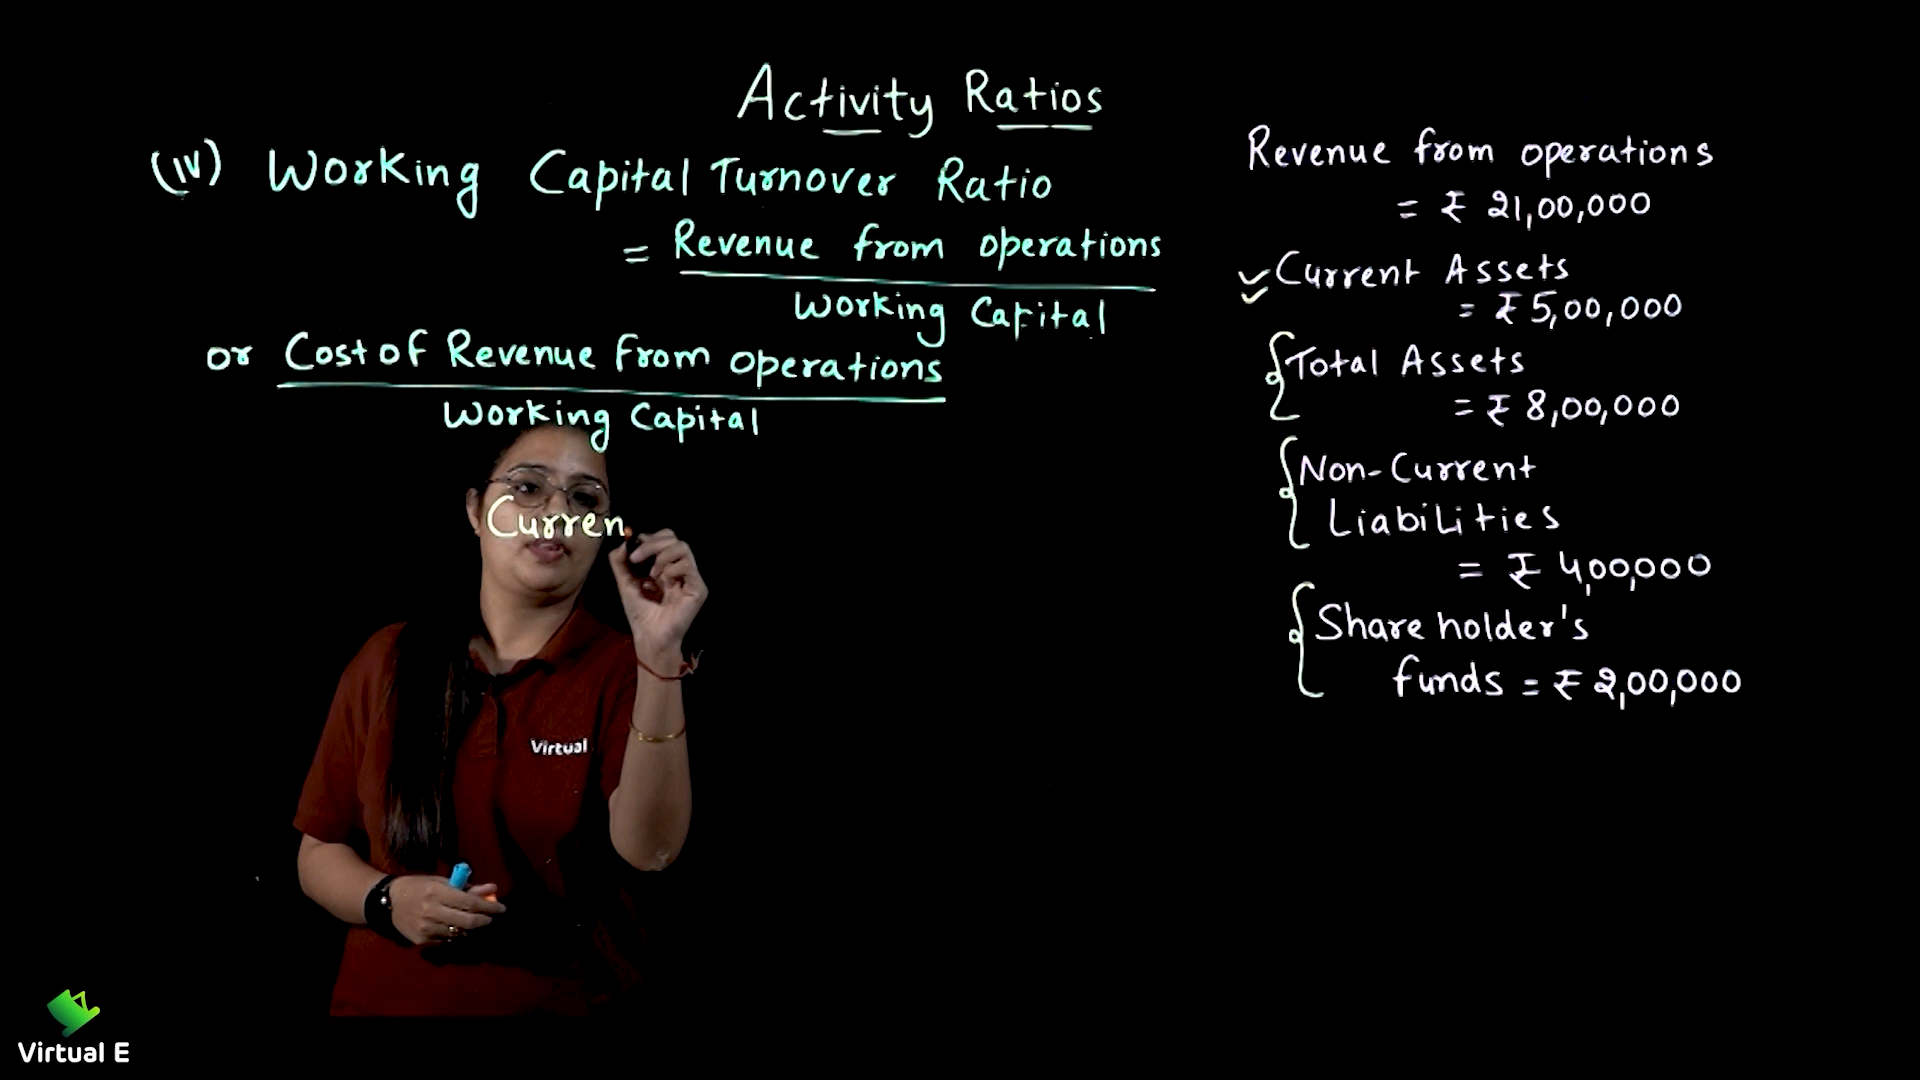 Activity Ratios
(iv) Working Capital Turnover Ratio
= Revenue from operations
Working Capital
or Cost of Revenue from operations
Working Capital
Curren
Revenue from operations
= ₹ 21,00,000
Current Assets
= ₹ 5,00,000
Total Assets
= ₹ 8,00,000
Non-Current
Liabilities
= ₹ 4,00,000
Share holder's
funds = ₹ 2,00,000
Virtual
Virtual E